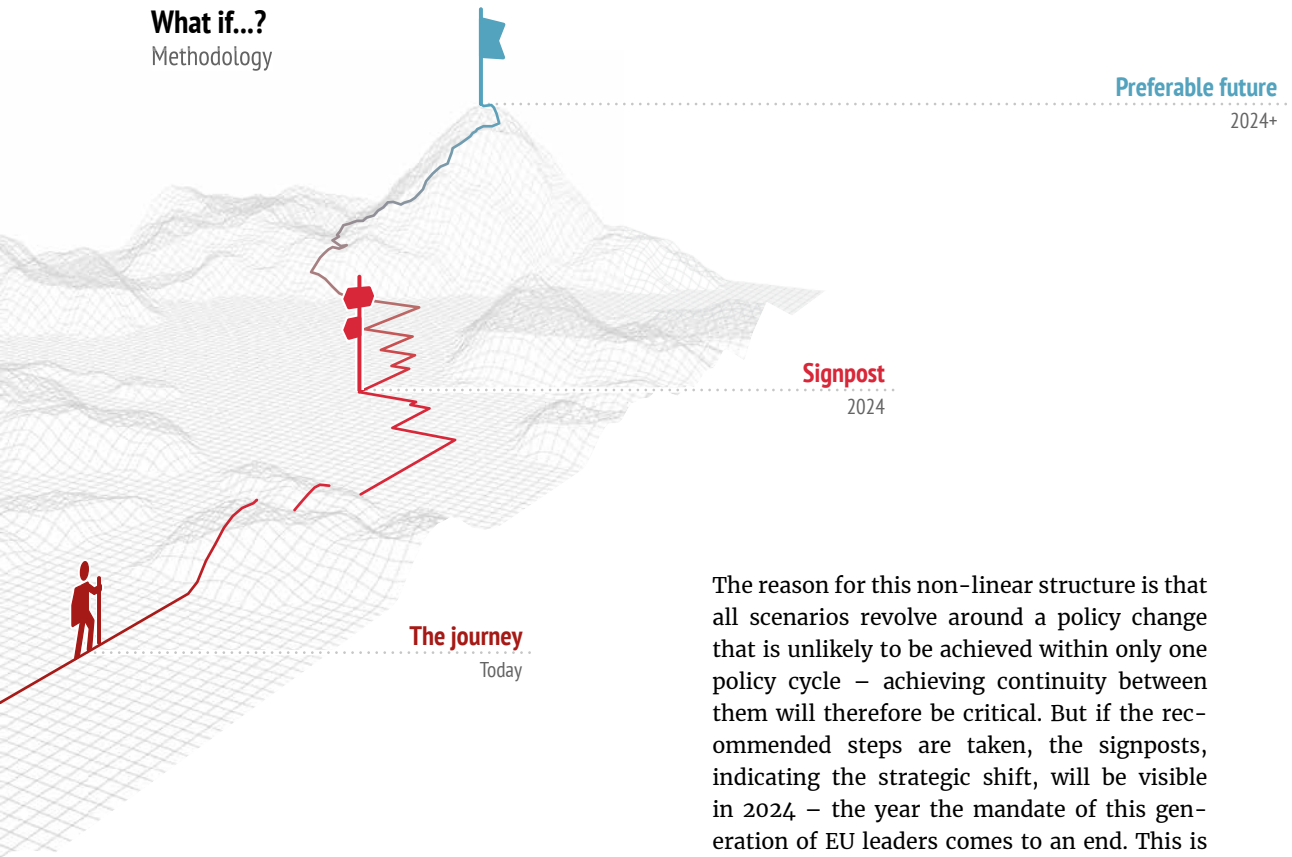 What if...?
Methodology
Preferable future
2024+
Signpost
2024
The journey
Today
The reason for this non-linear structure is that
all scenarios revolve around a policy change
that is unlikely to be achieved within only one
policy cycle – achieving continuity between
them will therefore be critical. But if the rec-
ommended steps are taken, the signposts,
indicating the strategic shift, will be visible
in 2024 – the year the mandate of this gen-
eration of EU leaders comes to an end. This is